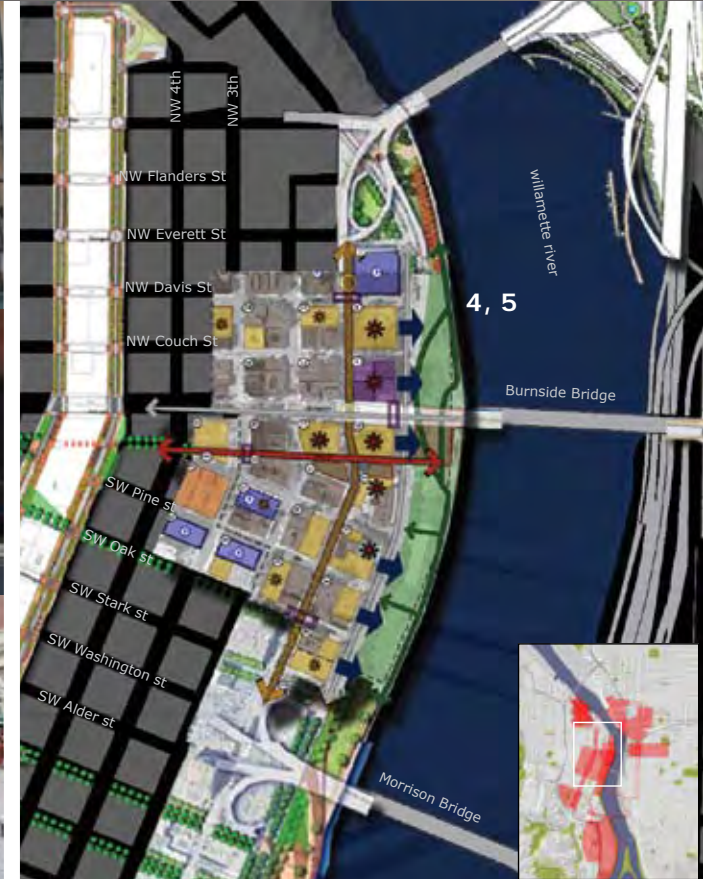 NW 4th
NW 3th
NW Flanders St
NW Everett St
NW Davis St
NW Couch St
willamette river
4, 5
Burnside Bridge
SW Pine st
SW Oak st
SW Stark st
SW Washington st
SW Alder st
Morrison Bridge